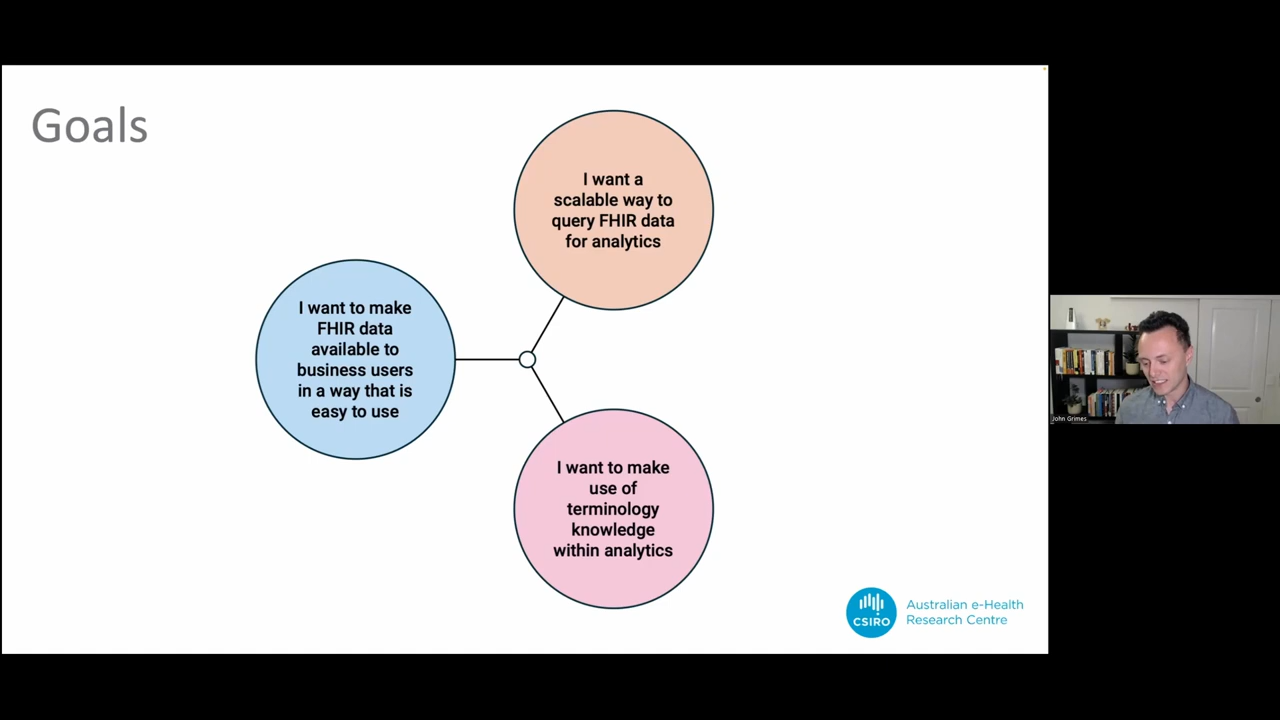 Goals
I want a
scalable way to
query FHIR data
for analytics
I want to make
FHIR data
available to
business users
in a way that is
easy to use
I want to make
use of
terminology
knowledge
within analytics
CSIRO
Australian e-Health
Research Centre
John Grimes